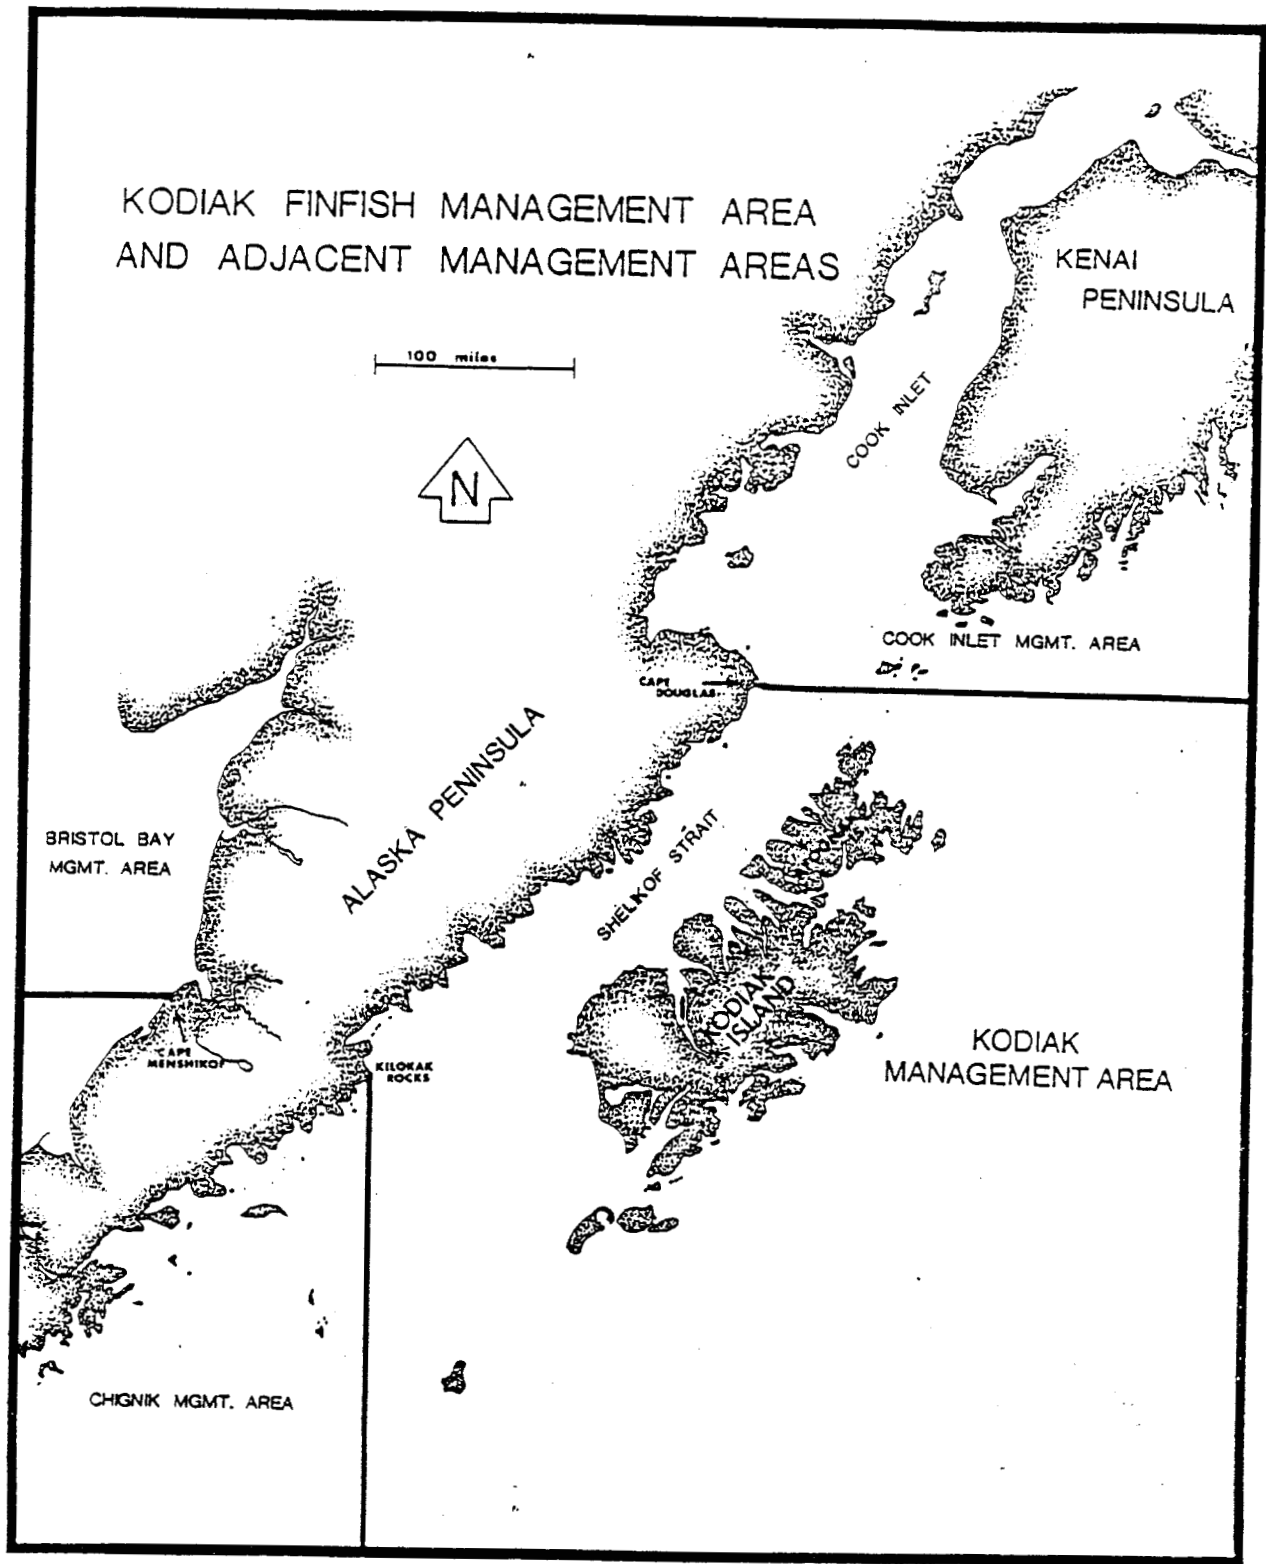 KODIAK FINFISH MANAGEMENT AREA
AND ADJACENT MANAGEMENT AREAS
KENAI
PENINSULA
100 miles
COOK INLET
N
COOK INLET MGMT. AREA
CAPE
DOUGLAS
ALASKA PENINSULA
BRISTOL BAY
MGMT. AREA
SHELIKOF STRAIT
KODIAK
ISLAND
CAPE
MENSHIKOF
KILOKAK
ROCKS
KODIAK
MANAGEMENT AREA
CHIGNIK MGMT. AREA